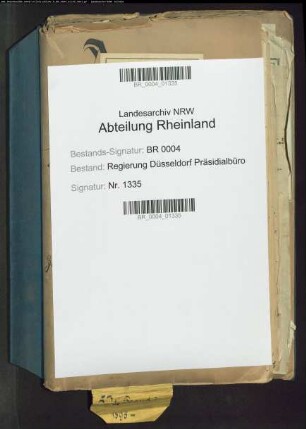 BR_0004_01335
Landesarchiv NRW
Abteilung Rheinland
Bestands-Signatur: BR 0004
Bestand: Regierung Düsseldorf Präsidialbüro
Signatur: Nr. 1335
BR_0004_01335